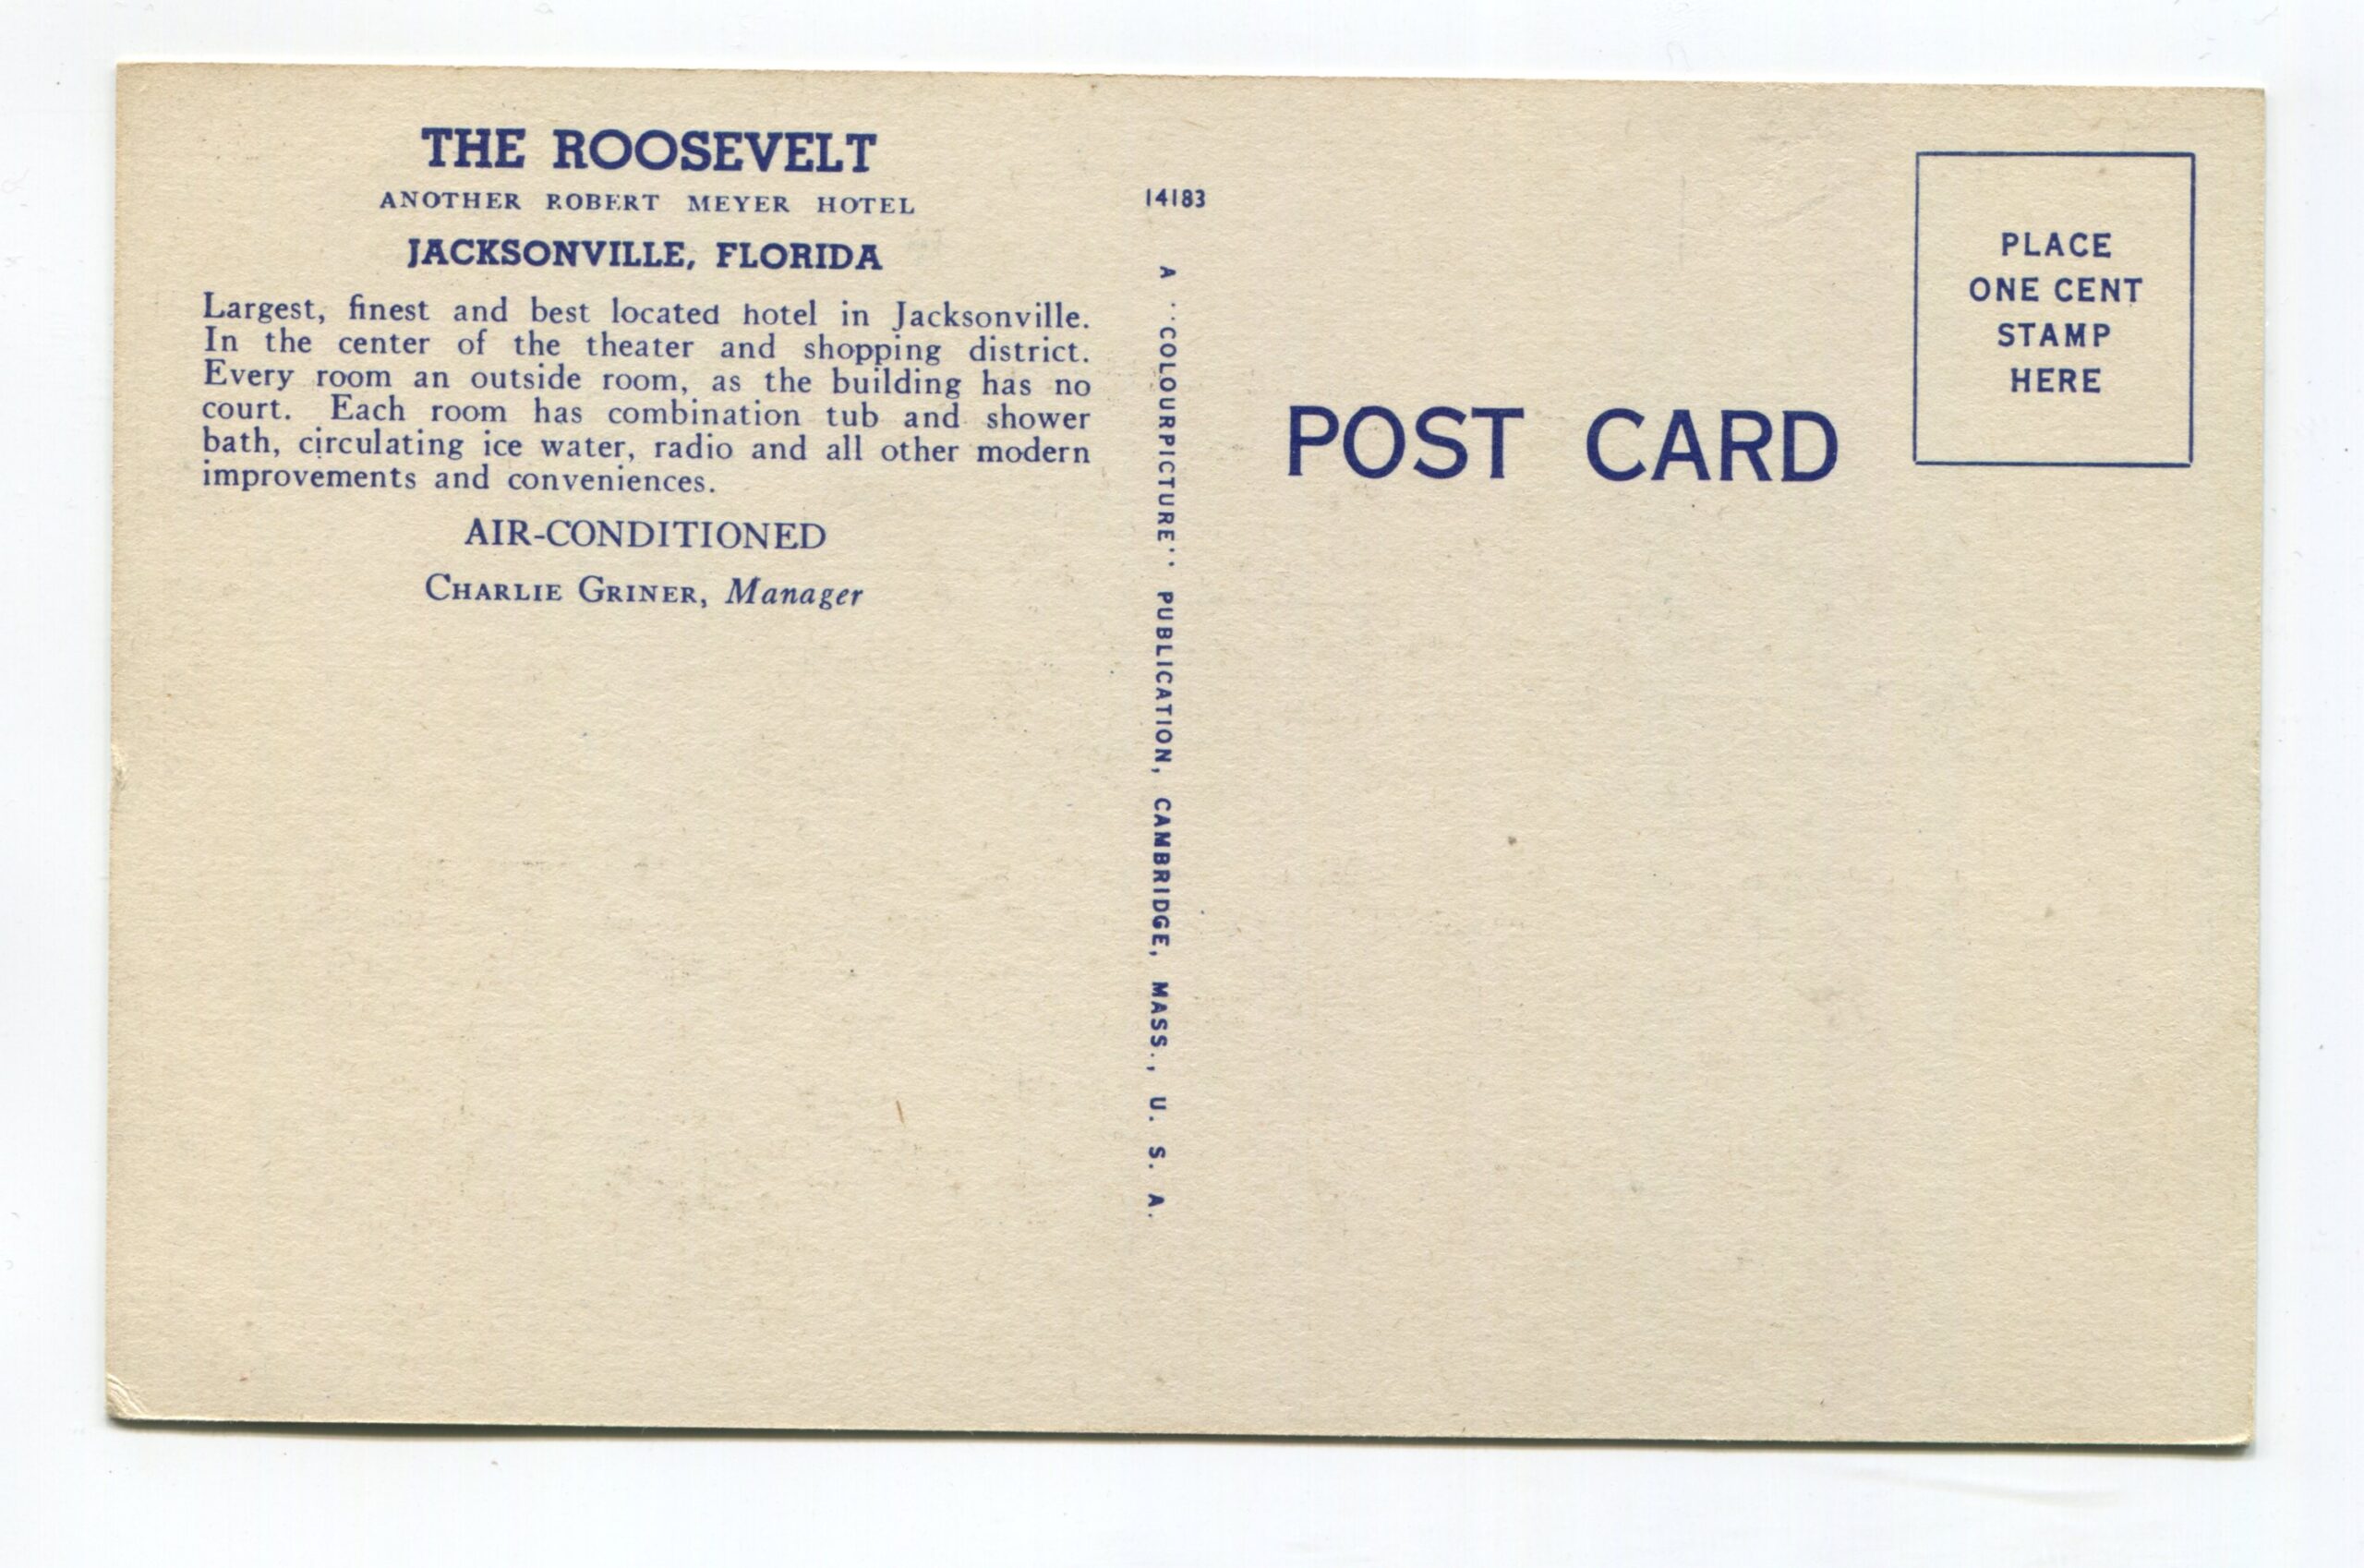 THE ROOSEVELT
ANOTHER ROBERT MEYER HOTEL
JACKSONVILLE, FLORIDA
Largest, finest and best located hotel in Jacksonville.
In the center of the theater and shopping district.
Every room an outside room, as the building has no
court. Each room has combination tub and shower
bath, circulating ice water, radio and all other modern
improvements and conveniences.
AIR-CONDITIONED
CHARLIE GRINER, Manager
14183
A "COLOURPICTURE" PUBLICATION, CAMBRIDGE, MASS., U. S. A.
POST CARD
PLACE
ONE CENT
STAMP
HERE